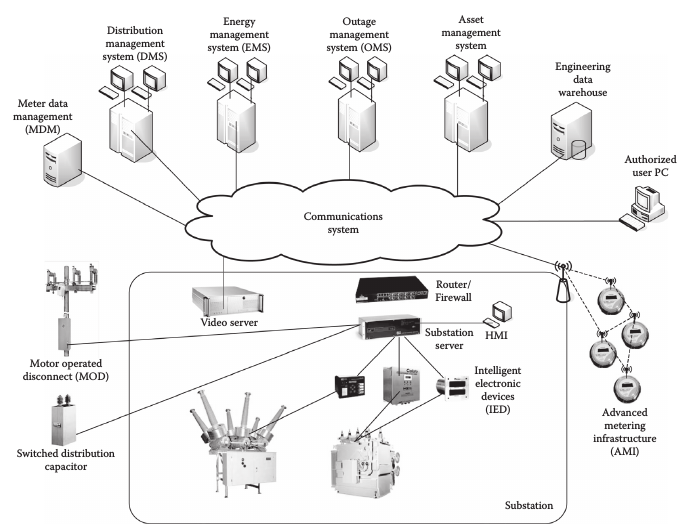 Distribution
management
system (DMS)
Energy
management
system (EMS)
Outage
management
system (OMS)
Asset
management
system
Engineering
data
warehouse
Meter data
management
(MDM)
Authorized
user PC
Communications
system
Router/
Firewall
Video server
Substation
server
HMI
Motor operated
disconnect (MOD)
Intelligent
electronic
devices
(IED)
Advanced
metering
infrastructure
(AMI)
Switched distribution
capacitor
Substation